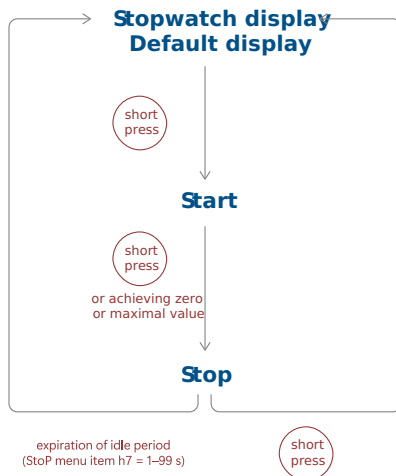 Stopwatch display
Default display
short
press
Start
short
press
or achieving zero
or maximal value
Stop
expiration of idle period
(StoP menu item h7 = 1–99 s)
short
press